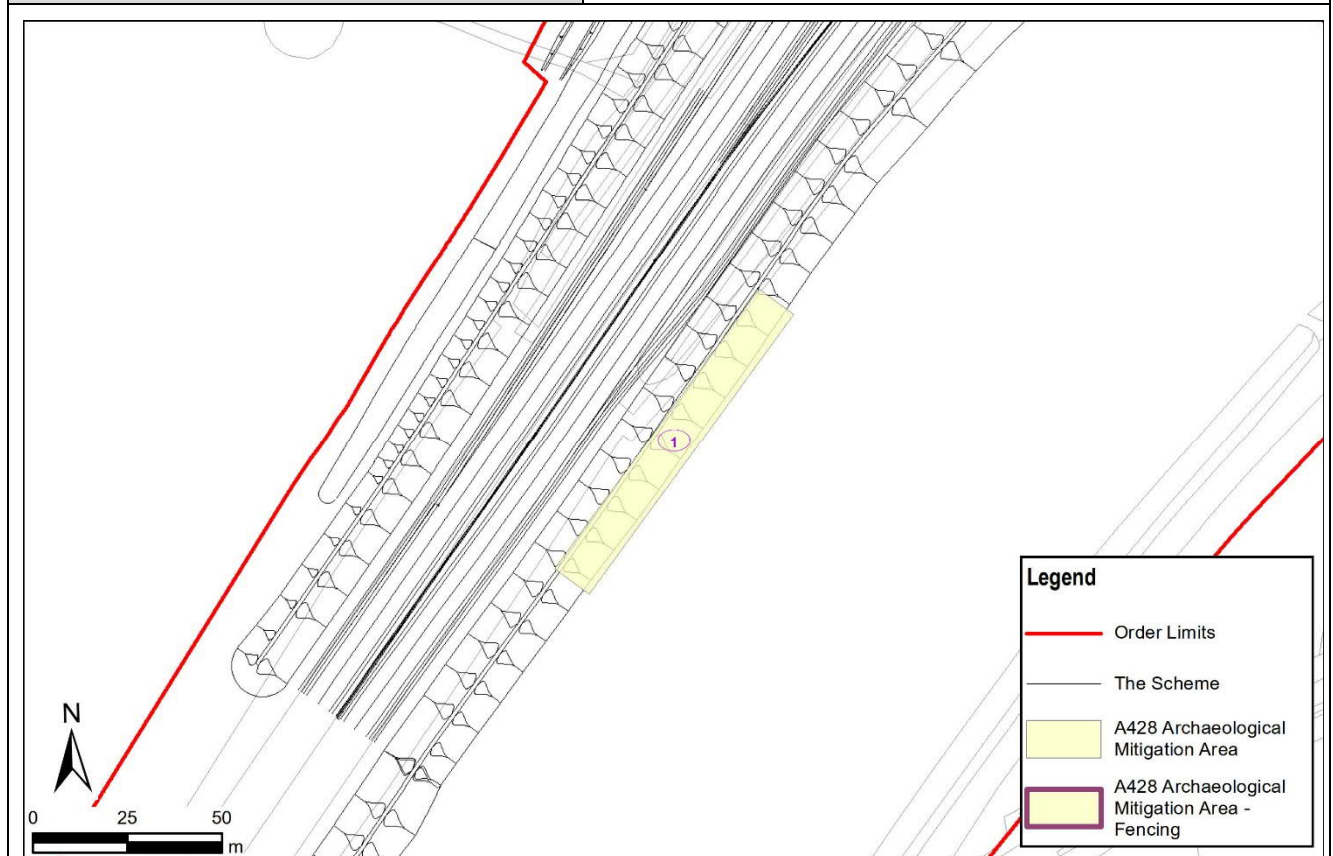 1
N
0 25 50
m
Legend
Order Limits
The Scheme
A428 Archaeological
Mitigation Area
A428 Archaeological
Mitigation Area -
Fencing